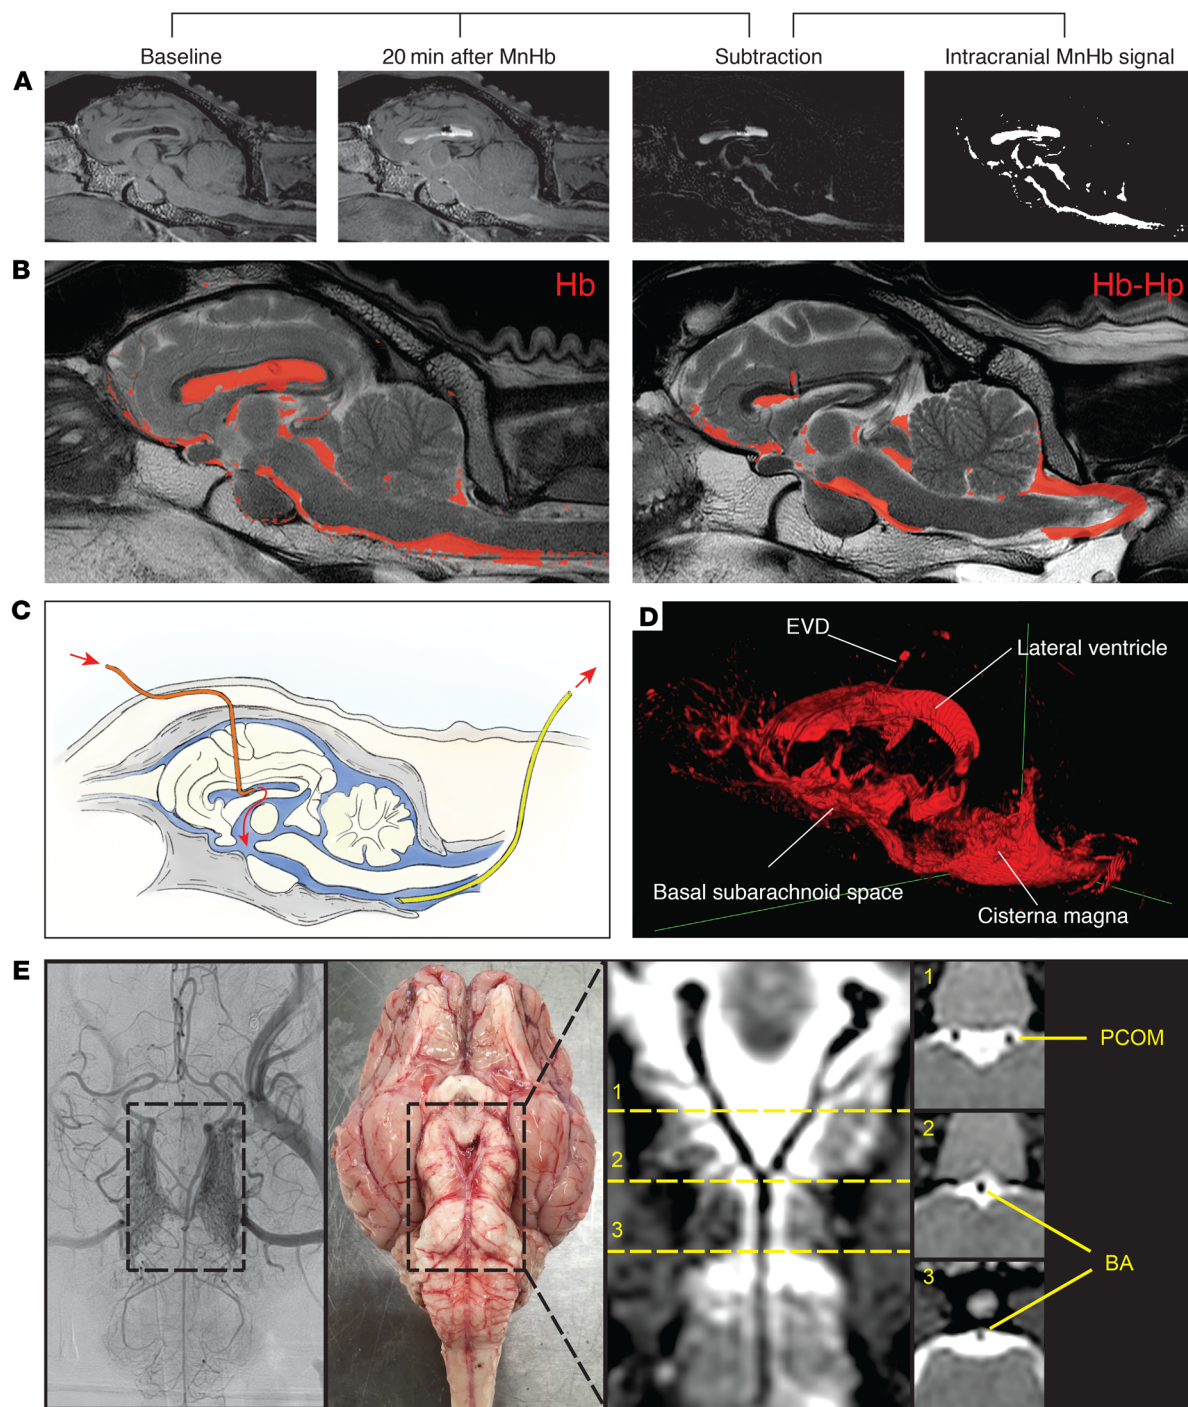 Baseline
20 min after MnHb
Subtraction
Intracranial MnHb signal
A
B
Hb
Hb-Hp
C
D
EVD
Lateral ventricle
Basal subarachnoid space
Cisterna magna
E
1
2
3
1
PCOM
2
BA
3